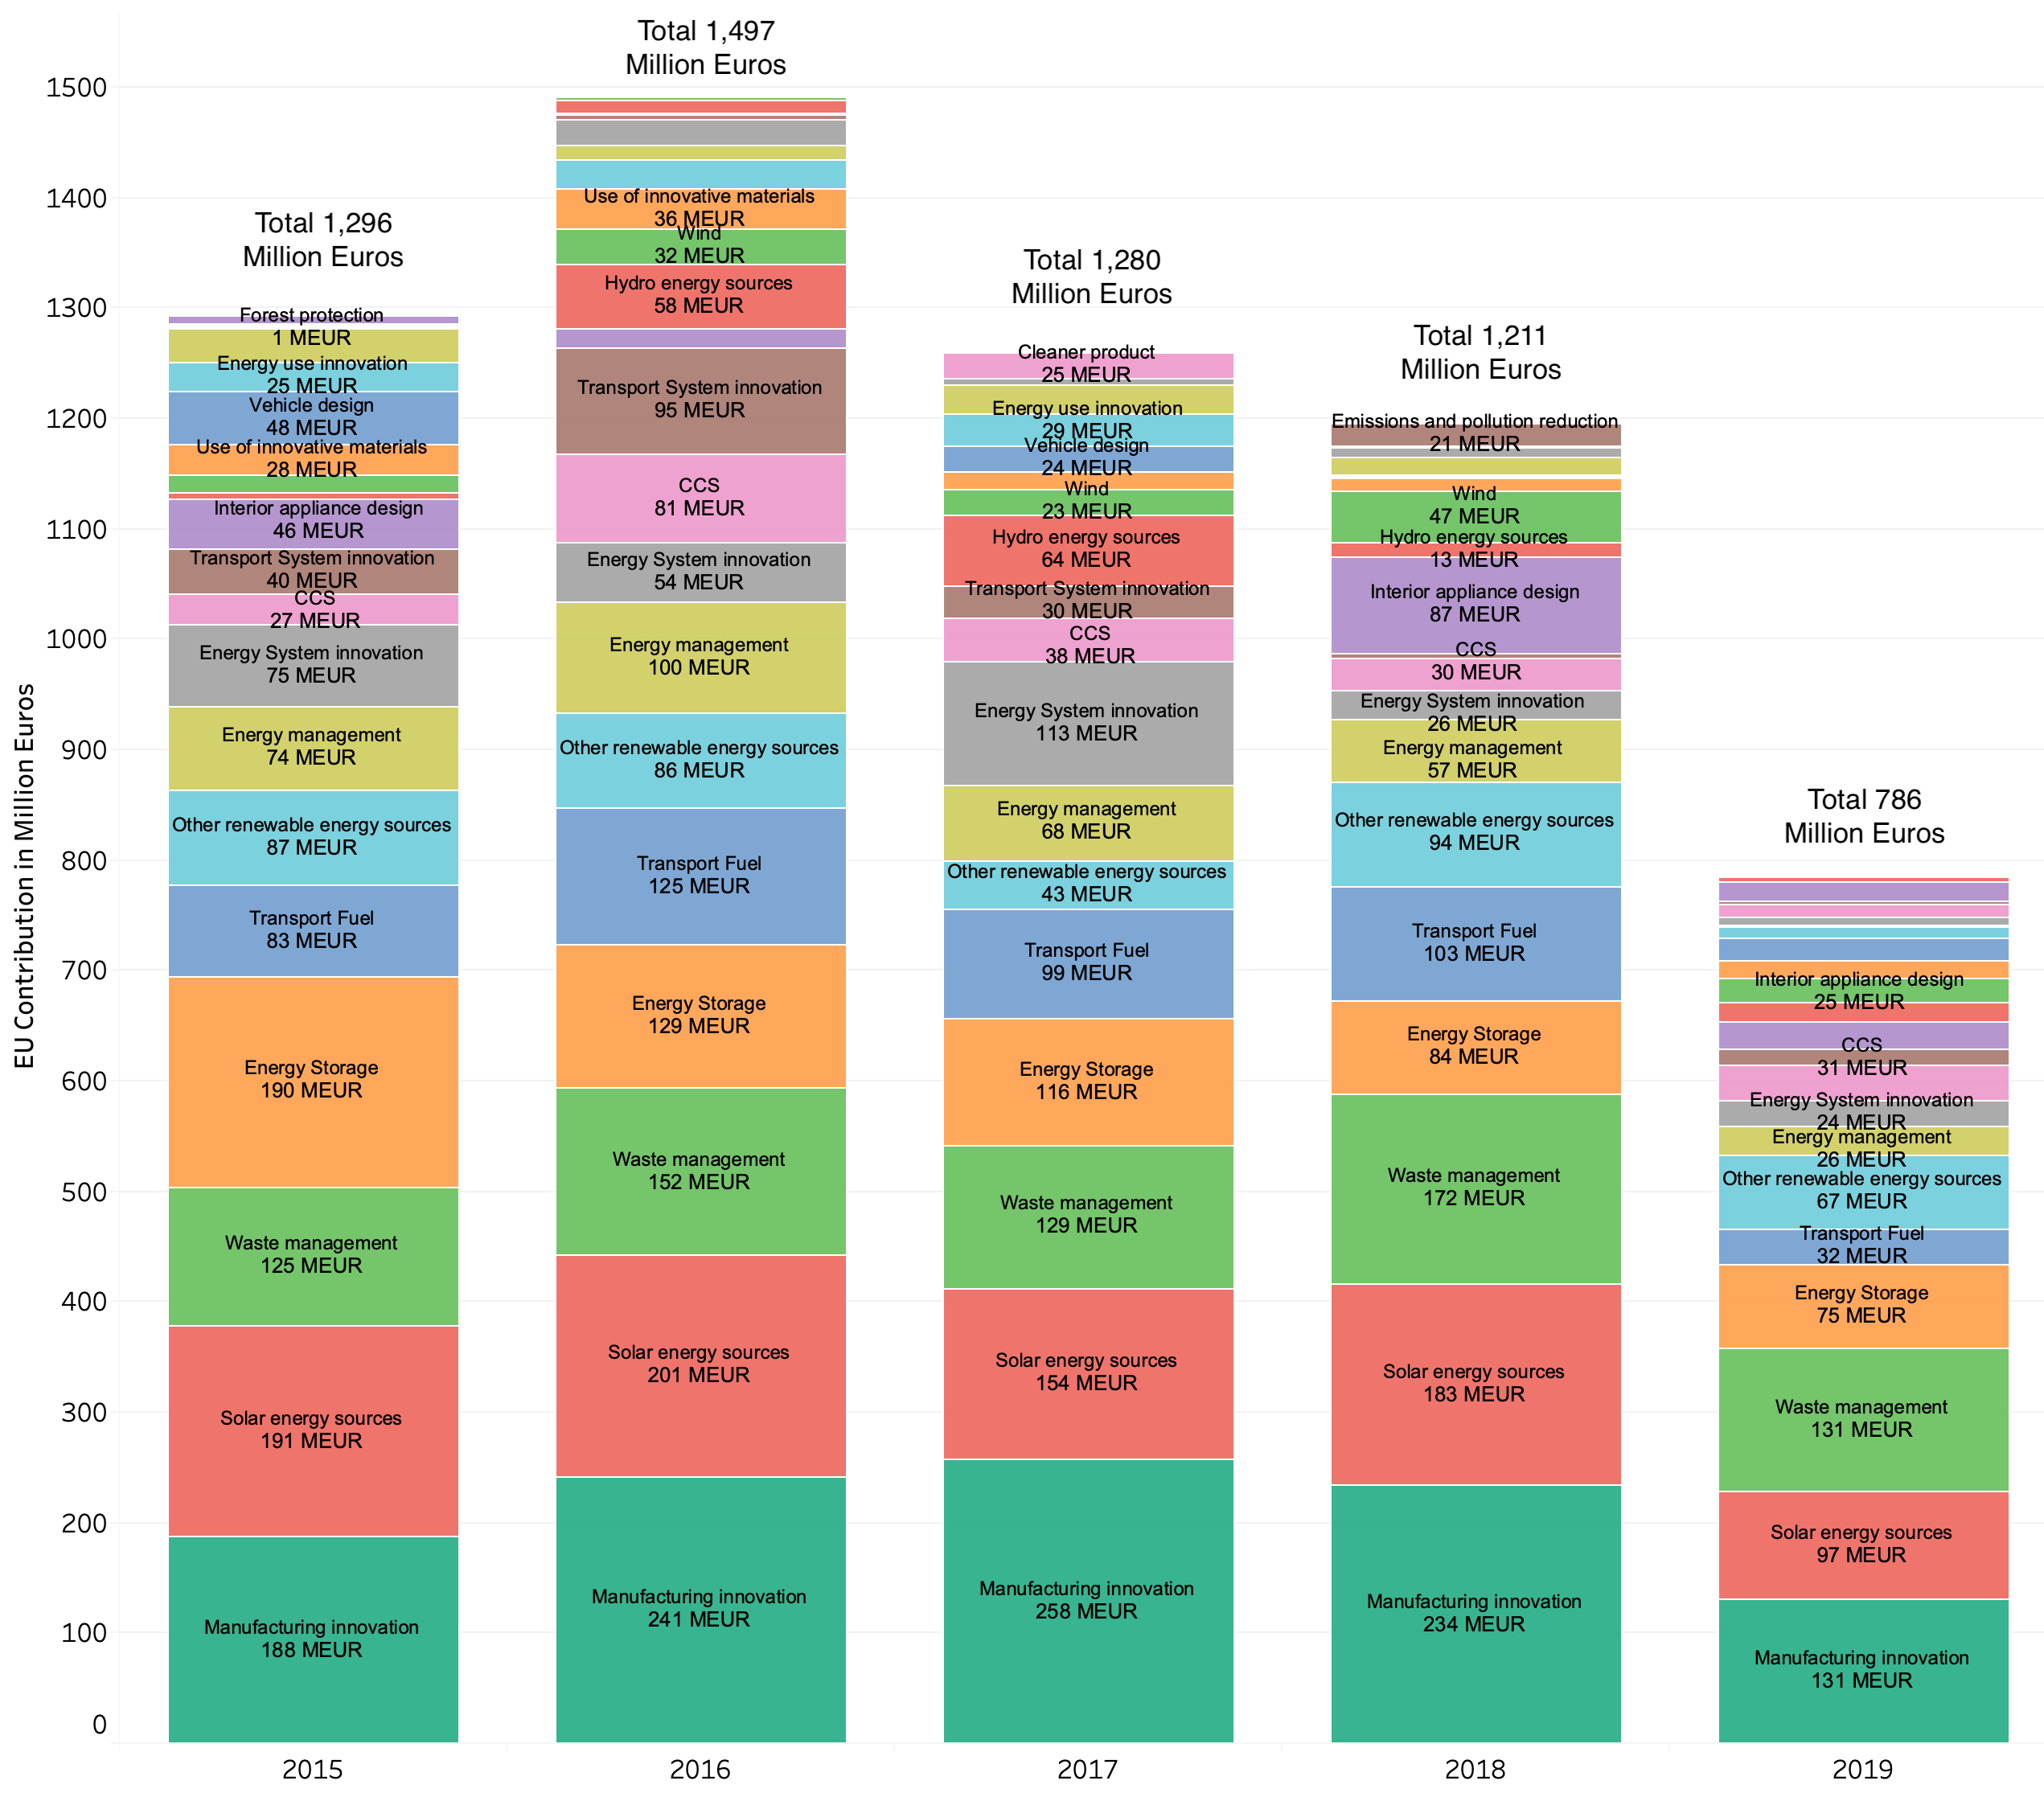 EU Contribution in Million Euros
1500
1400
1300
1200
1100
1000
900
800
700
600
500
400
300
200
100
0
Total 1,296
Million Euros
Forest protection
1 MEUR
Energy use innovation
25 MEUR
Vehicle design
48 MEUR
Use of innovative materials
28 MEUR
Interior appliance design
46 MEUR
Transport System innovation
40 MEUR
CCS
27 MEUR
Energy System innovation
75 MEUR
Energy management
74 MEUR
Other renewable energy sources
87 MEUR
Transport Fuel
83 MEUR
Energy Storage
190 MEUR
Waste management
125 MEUR
Solar energy sources
191 MEUR
Manufacturing innovation
188 MEUR
2015
Total 1,497
Million Euros
Use of innovative materials
36 MEUR
Wind
32 MEUR
Hydro energy sources
58 MEUR
Transport System innovation
95 MEUR
CCS
81 MEUR
Energy System innovation
54 MEUR
Energy management
100 MEUR
Other renewable energy sources
86 MEUR
Transport Fuel
125 MEUR
Energy Storage
129 MEUR
Waste management
152 MEUR
Solar energy sources
201 MEUR
Manufacturing innovation
241 MEUR
2016
Total 1,280
Million Euros
Cleaner product
25 MEUR
Energy use innovation
29 MEUR
Vehicle design
24 MEUR
Wind
23 MEUR
Hydro energy sources
64 MEUR
Transport System innovation
30 MEUR
CCS
38 MEUR
Energy System innovation
113 MEUR
Energy management
68 MEUR
Other renewable energy sources
43 MEUR
Transport Fuel
99 MEUR
Energy Storage
116 MEUR
Waste management
129 MEUR
Solar energy sources
154 MEUR
Manufacturing innovation
258 MEUR
2017
Total 1,211
Million Euros
Emissions and pollution reduction
21 MEUR
Wind
47 MEUR
Hydro energy sources
13 MEUR
Interior appliance design
87 MEUR
CCS
30 MEUR
Energy System innovation
26 MEUR
Energy management
57 MEUR
Other renewable energy sources
94 MEUR
Transport Fuel
103 MEUR
Energy Storage
84 MEUR
Waste management
172 MEUR
Solar energy sources
183 MEUR
Manufacturing innovation
234 MEUR
2018
Total 786
Million Euros
Interior appliance design
25 MEUR
CCS
31 MEUR
Energy System innovation
24 MEUR
Energy management
26 MEUR
Other renewable energy sources
67 MEUR
Transport Fuel
32 MEUR
Energy Storage
75 MEUR
Waste management
131 MEUR
Solar energy sources
97 MEUR
Manufacturing innovation
131 MEUR
2019